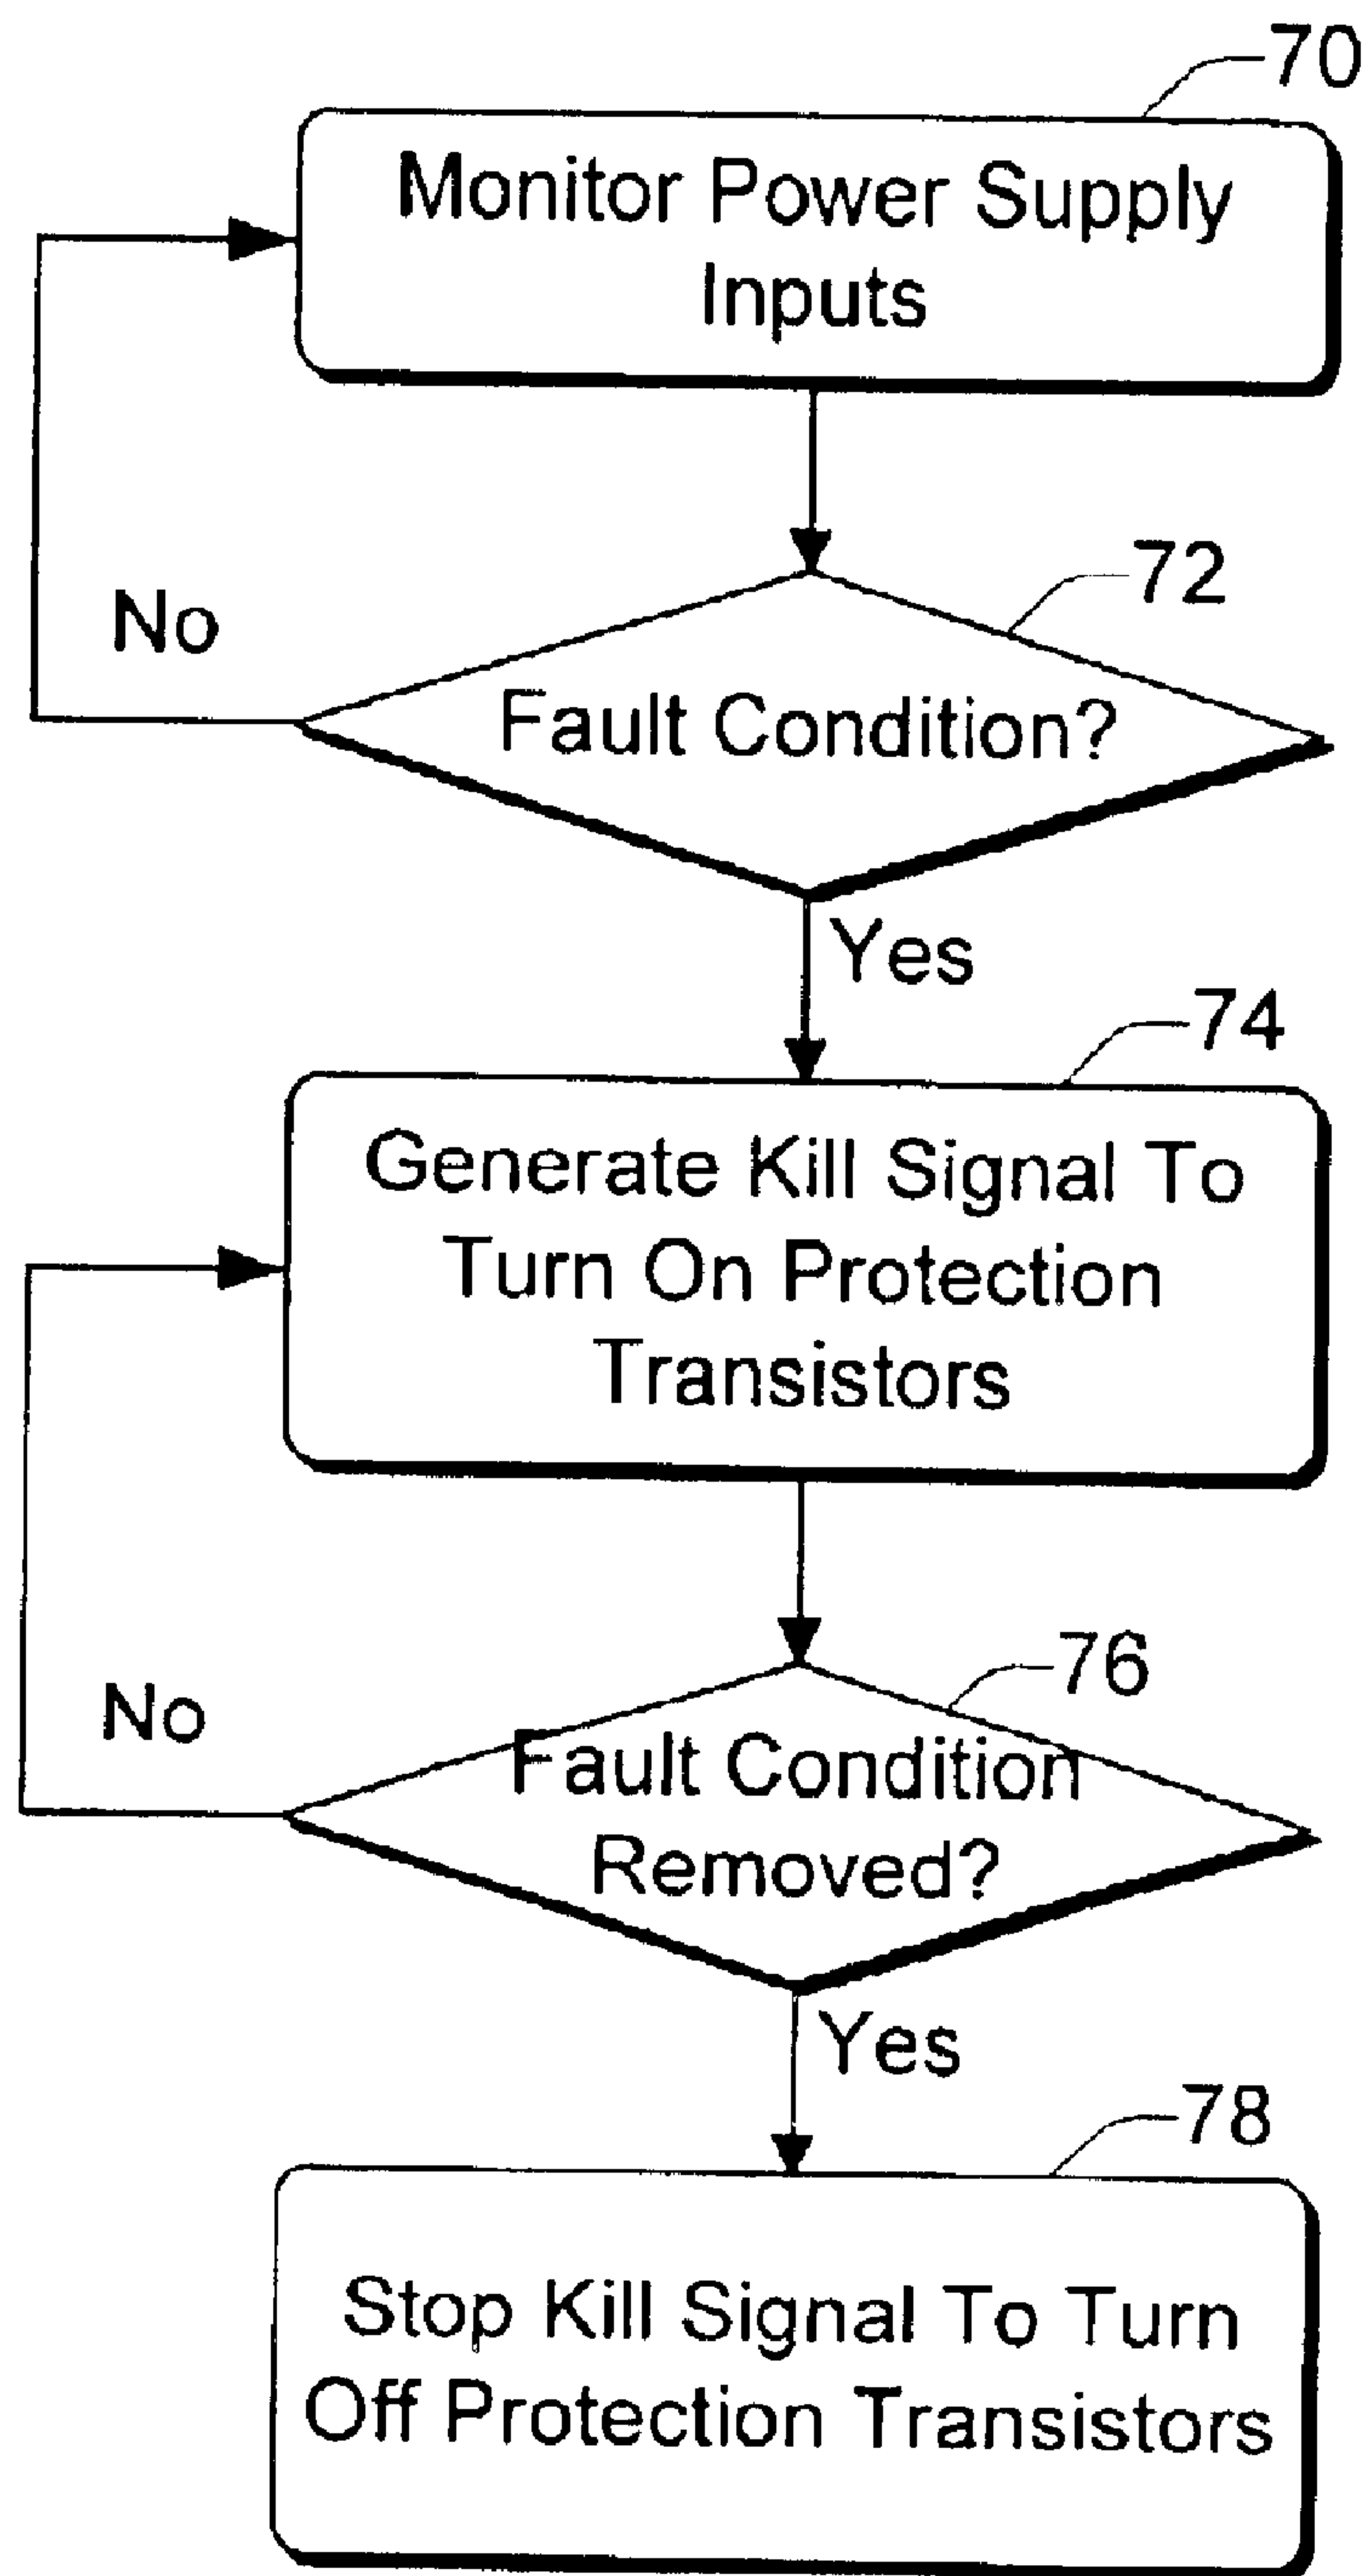 70
Monitor Power Supply
Inputs
72
No
Fault Condition?
Yes
74
Generate Kill Signal To
Turn On Protection
Transistors
76
No
Fault Condition
Removed?
Yes
78
Stop Kill Signal To Turn
Off Protection Transistors